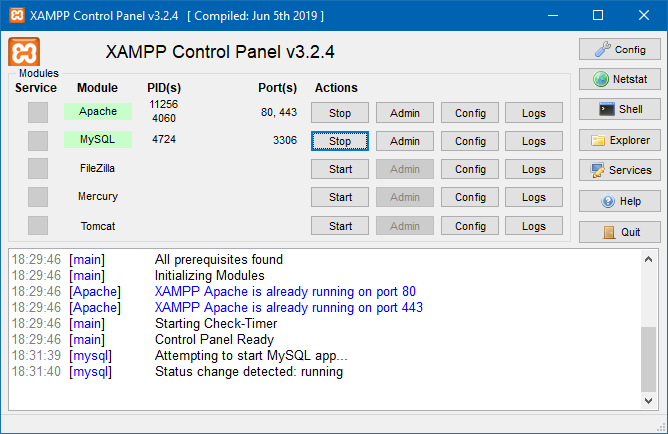 XAMPP Control Panel v3.2.4 [ Compiled: Jun 5th 2019 ]
XAMPP Control Panel v3.2.4
Config
Modules
Service Module PID(s) Port(s) Actions
Netstat
Apache 11256 4060 80, 443 Stop Admin Config Logs
Shell
MySQL 4724 3306 Stop Admin Config Logs
Explorer
FileZilla Start Admin Config Logs
Services
Mercury Start Admin Config Logs
Help
Tomcat Start Admin Config Logs
Quit
18:29:46 [main] All prerequisites found
18:29:46 [main] Initializing Modules
18:29:46 [Apache] XAMPP Apache is already running on port 80
18:29:46 [Apache] XAMPP Apache is already running on port 443
18:29:46 [main] Starting Check-Timer
18:29:46 [main] Control Panel Ready
18:31:39 [mysql] Attempting to start MySQL app...
18:31:40 [mysql] Status change detected: running